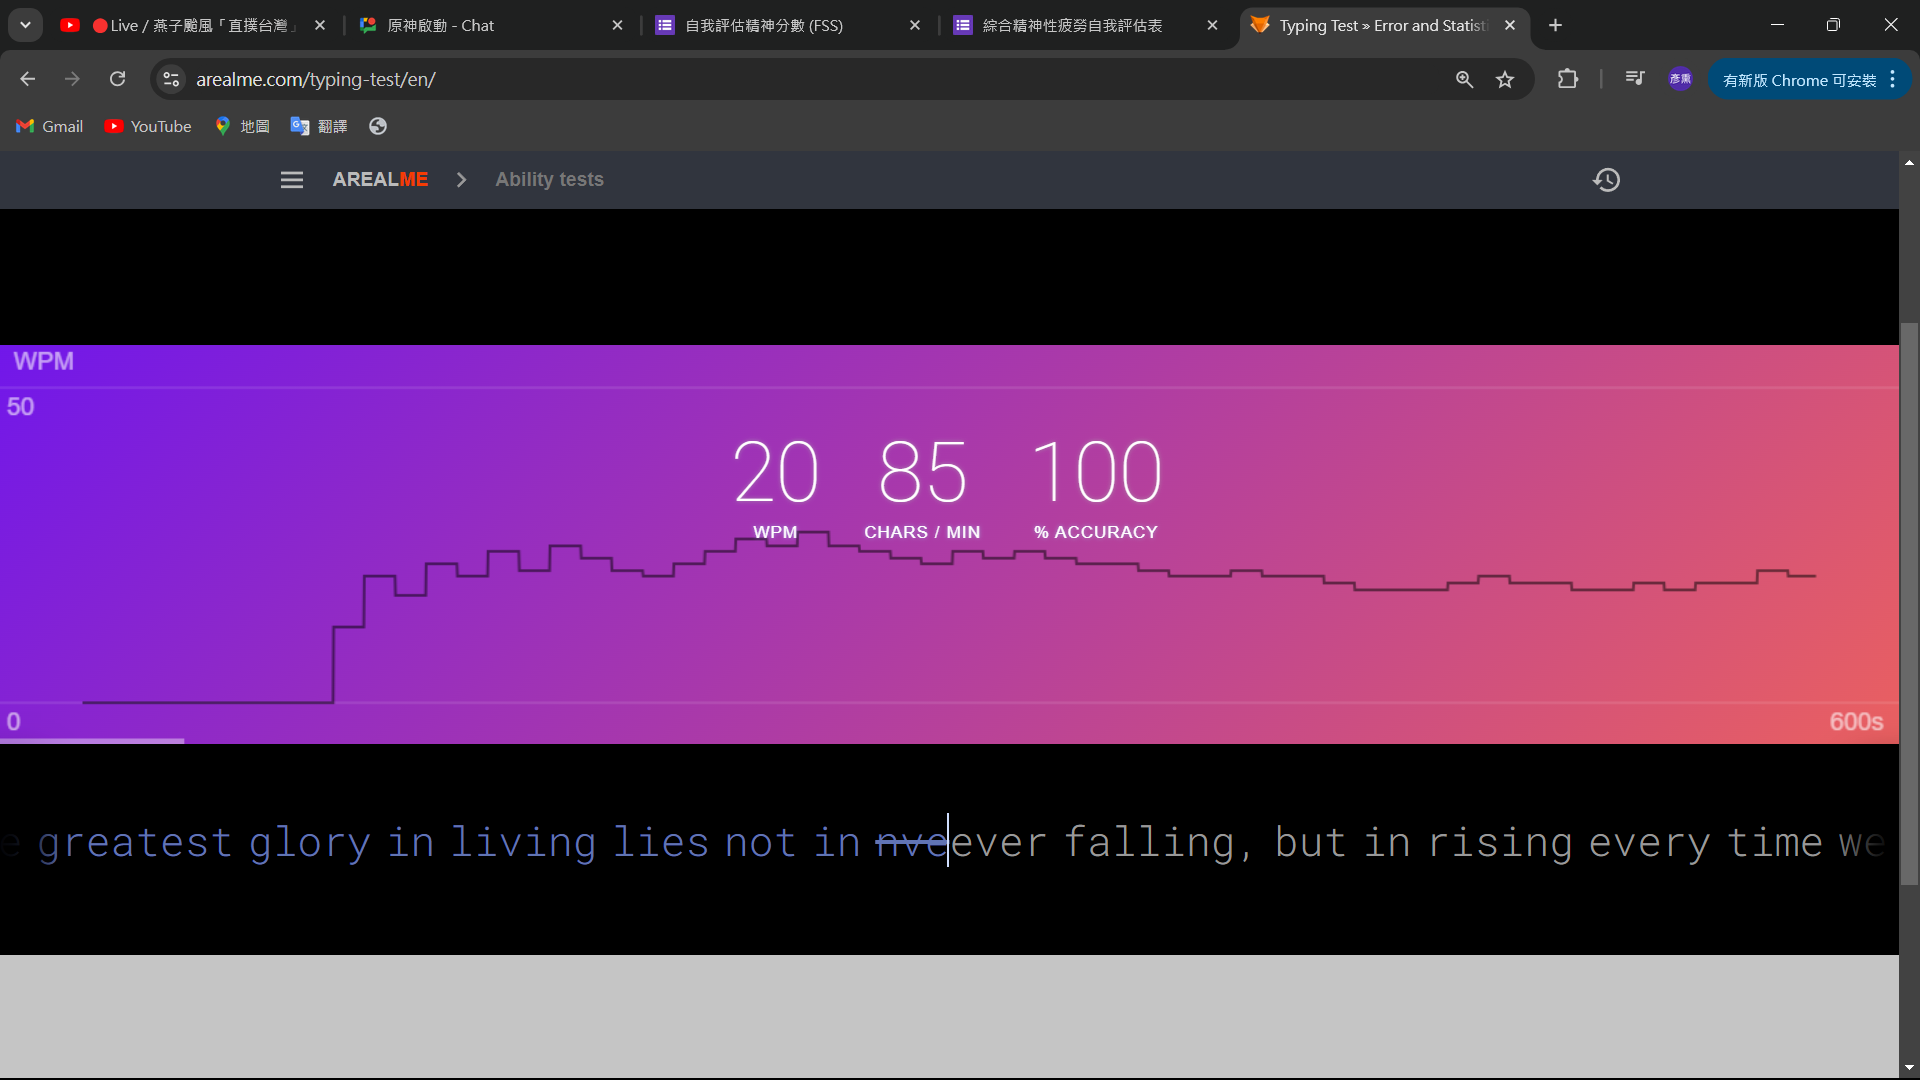 Live / 燕子颱風「直撲台灣」
原神啟動 - Chat
自我評估精神分數 (FSS)
綜合精神性疲勞自我評估表
Typing Test » Error and Statisti
arealme.com/typing-test/en/
彥熏
有新版 Chrome 可安裝
Gmail
YouTube
地圖
翻譯
AREALME
Ability tests
WPM
50
20 85 100
WPM CHARS / MIN % ACCURACY
0
600s
e greatest glory in living lies not in nveever falling, but in rising every time we